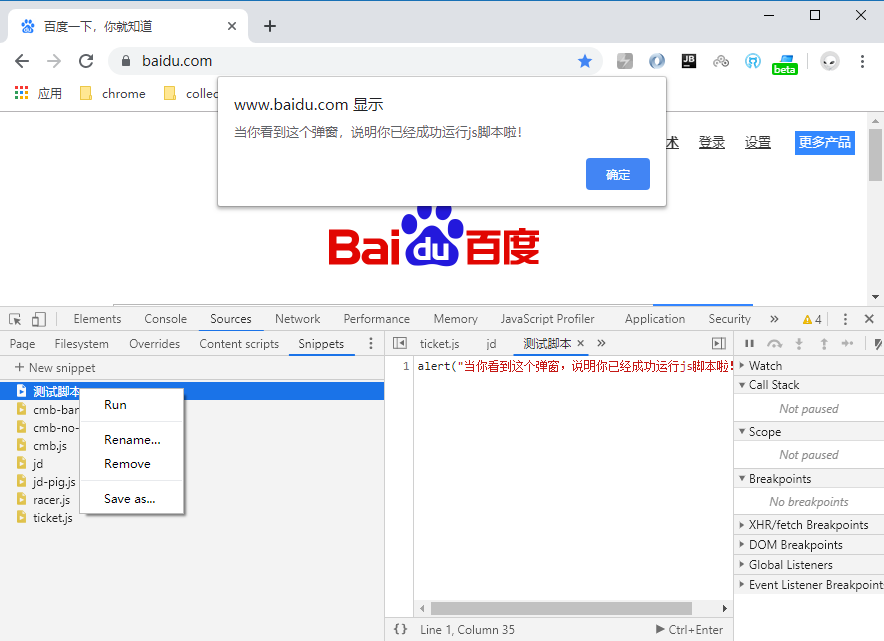 百度一下，你就知道
baidu.com
JB
beta
应用
chrome
collec
www.baidu.com 显示
当你看到这个弹窗，说明你已经成功运行js脚本啦！
确定
术 登录 设置 更多产品
Bai du 百度
Elements Console Sources Network Performance Memory JavaScript Profiler Application Security » 4
Page Filesystem Overrides Content scripts Snippets
ticket.js jd 测试脚本 × »
+ New snippet
测试脚本
cmb-bar
cmb-no-
cmb.js
jd
jd-pig.js
racer.js
ticket.js
Run
Rename...
Remove
Save as...
1 alert("当你看到这个弹窗，说明你已经成功运行js脚本啦!
{} Line 1, Column 35
Ctrl+Enter
Watch
Call Stack
Not paused
Scope
Not paused
Breakpoints
No breakpoints
XHR/fetch Breakpoints
DOM Breakpoints
Global Listeners
Event Listener Breakpoint